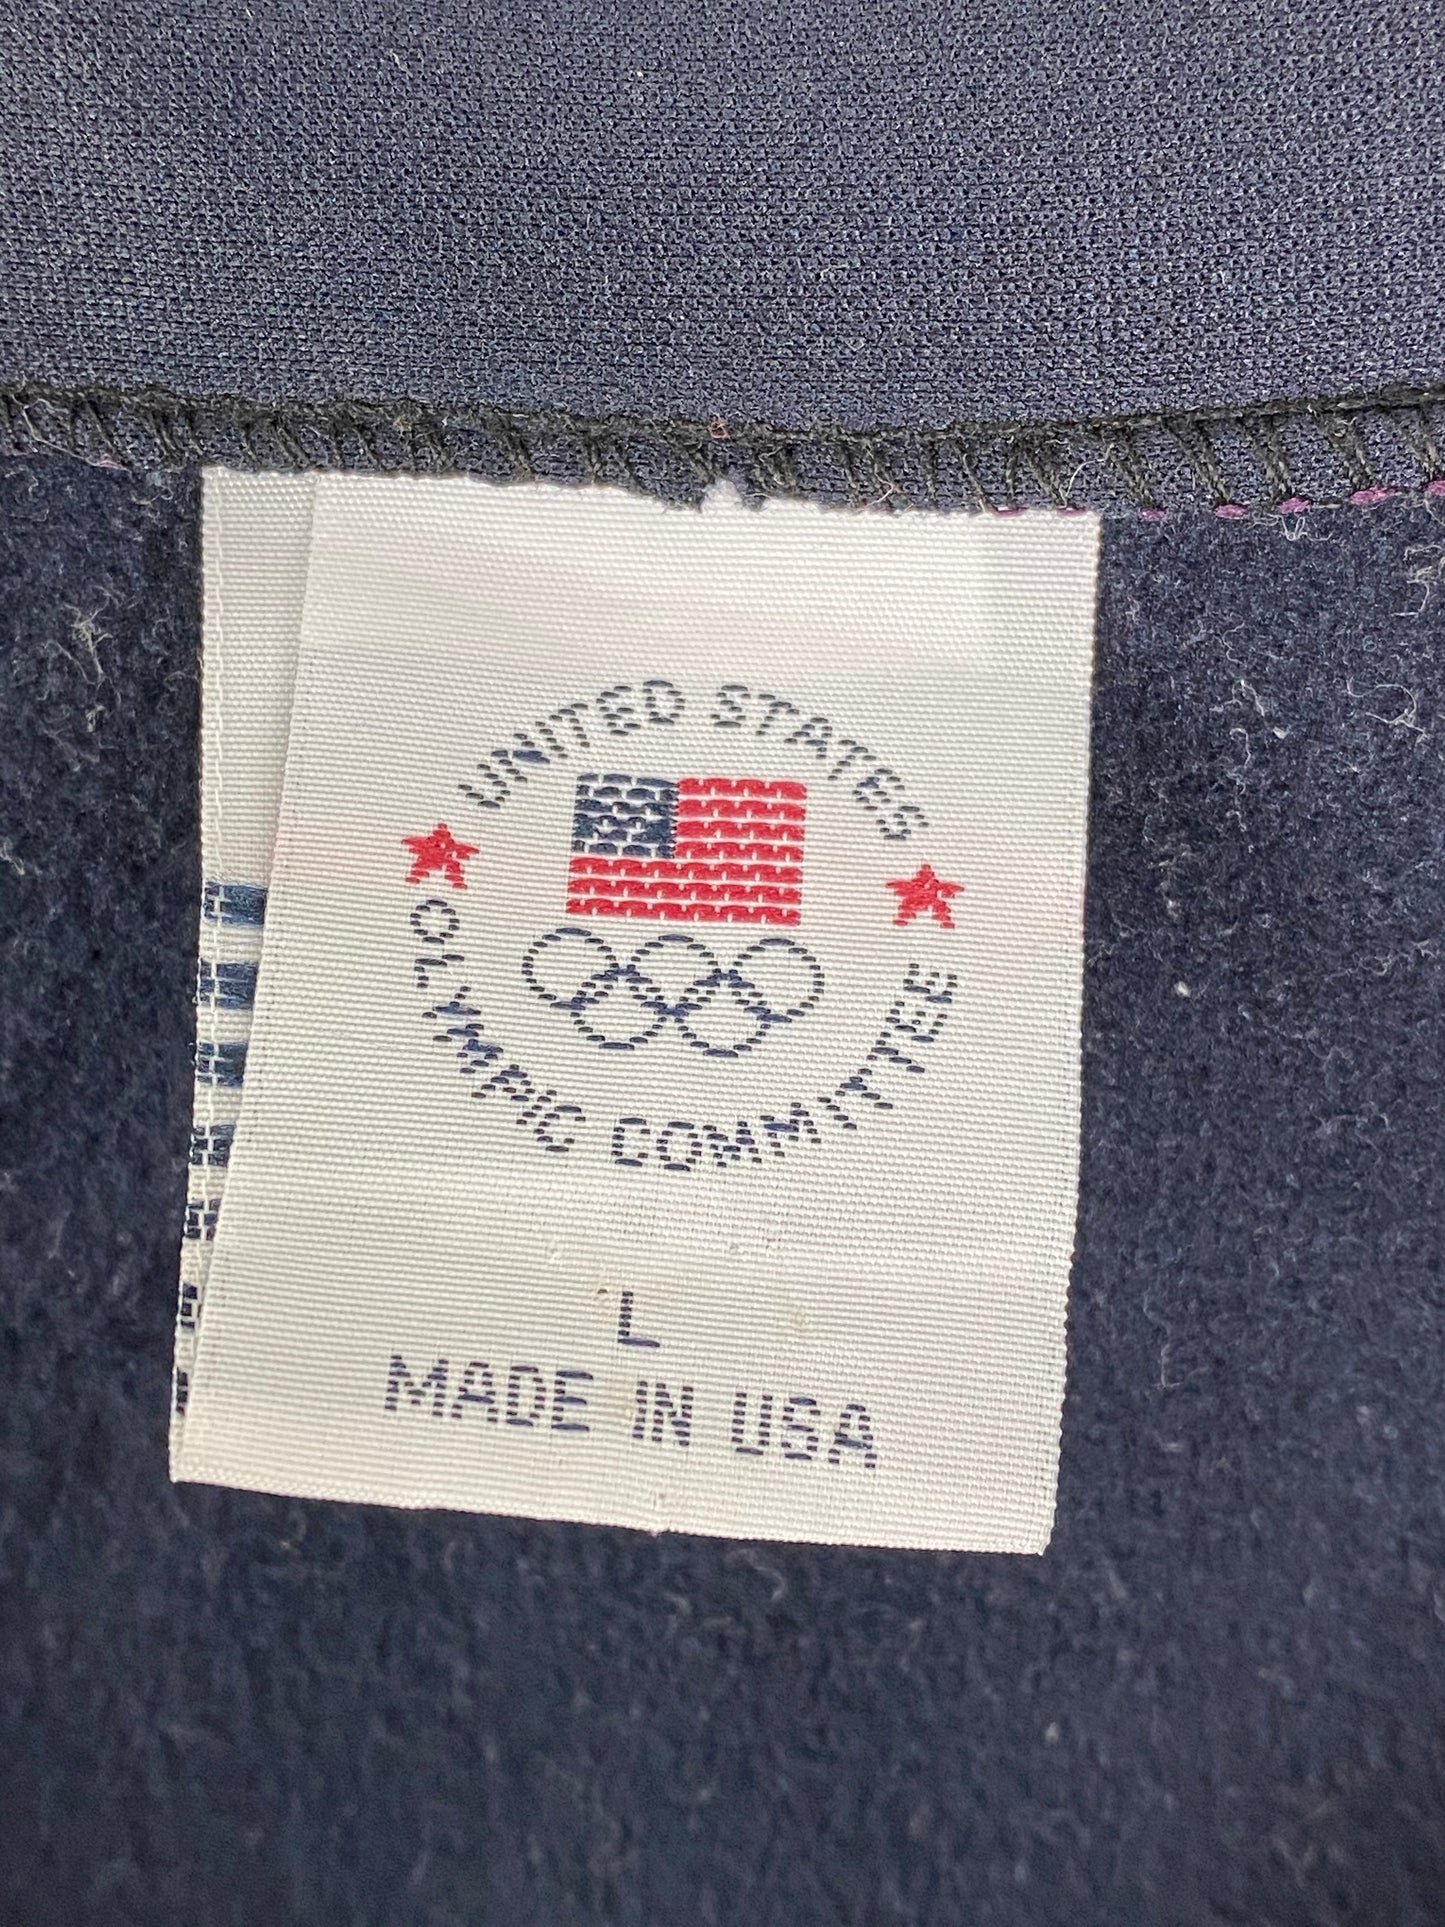 UNITED STATES
OLYMPIC COMMITTEE
L
MADE IN USA